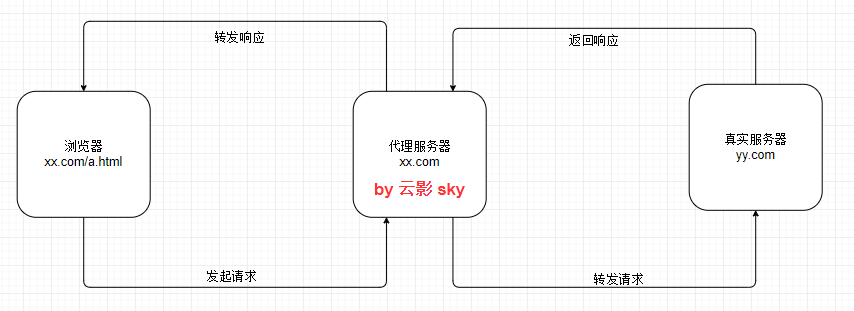 转发响应
返回响应
浏览器
xx.com/a.html
代理服务器
xx.com
by 云影 sky
真实服务器
yy.com
发起请求
转发请求